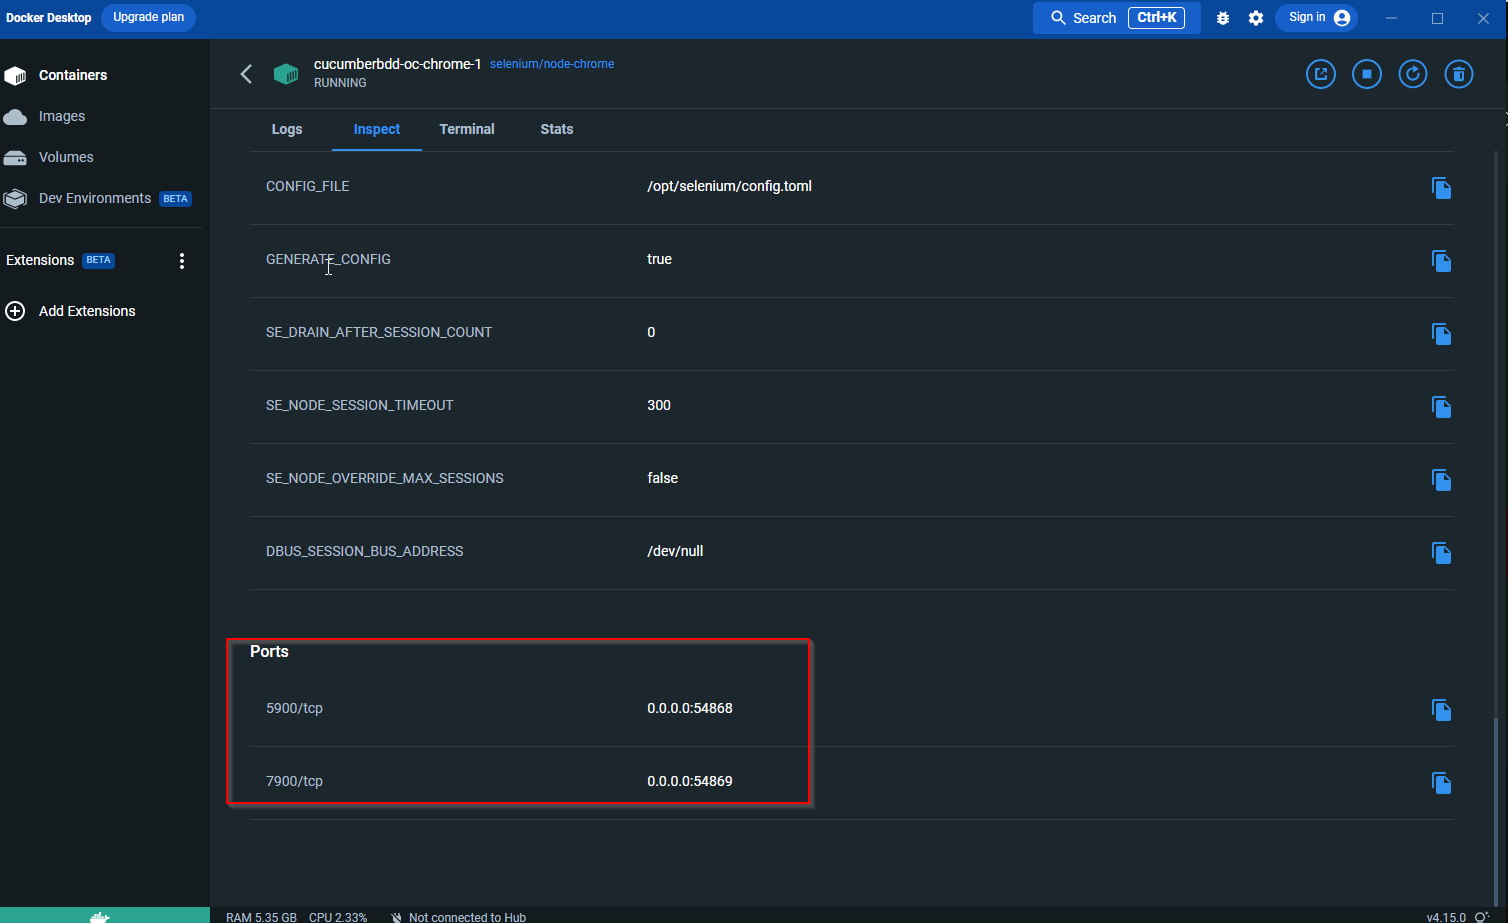 Docker Desktop Upgrade plan Search Ctrl+K Sign in
Containers
Images
Volumes
Dev Environments BETA
Extensions BETA
Add Extensions
cucumberbdd-oc-chrome-1 selenium/node-chrome
RUNNING
Logs Inspect Terminal Stats
CONFIG_FILE /opt/selenium/config.toml
GENERATE_CONFIG true
SE_DRAIN_AFTER_SESSION_COUNT 0
SE_NODE_SESSION_TIMEOUT 300
SE_NODE_OVERRIDE_MAX_SESSIONS false
DBUS_SESSION_BUS_ADDRESS /dev/null
Ports
5900/tcp 0.0.0.0:54868
7900/tcp 0.0.0.0:54869
RAM 5.35 GB CPU 2.33% Not connected to Hub v4.15.0